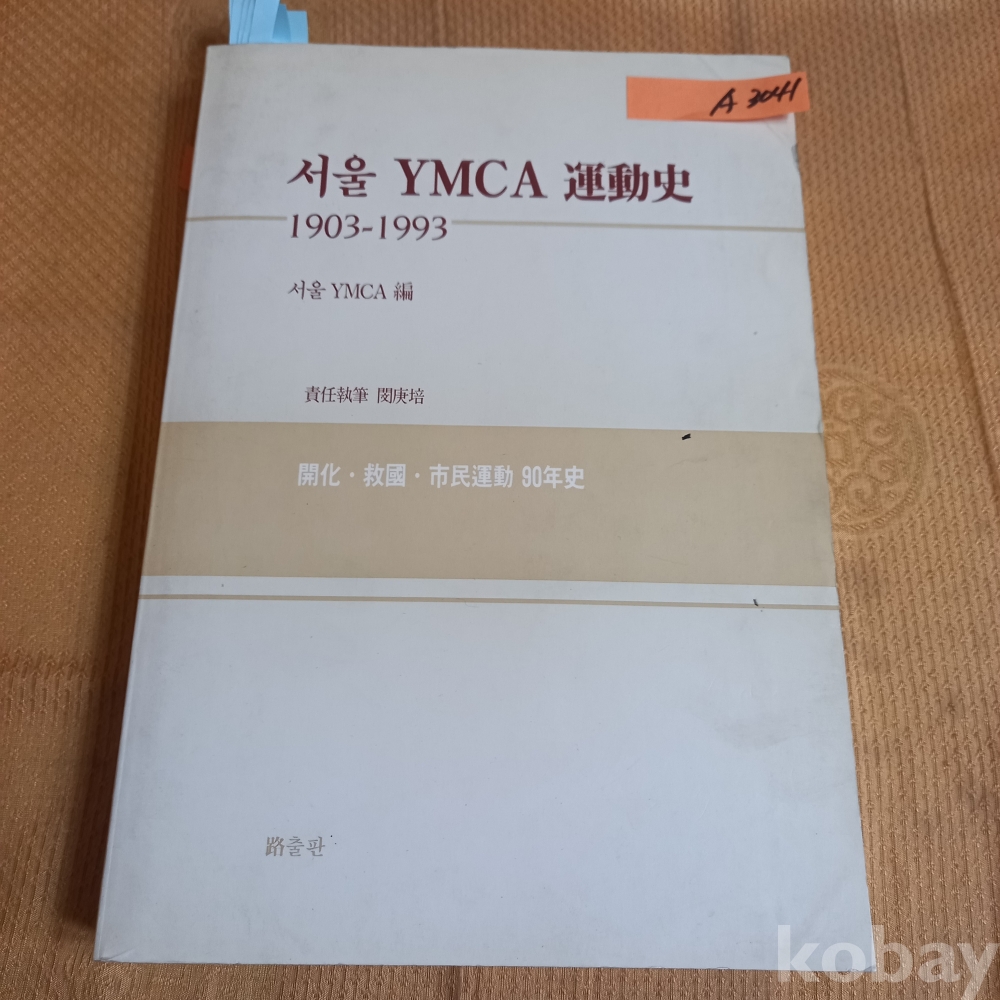 A 3041
서울 YMCA 運動史
1903-1993
서울 YMCA 編
責任執筆 閔庚培
開化·救國·市民運動 90年史
路출판
kobay